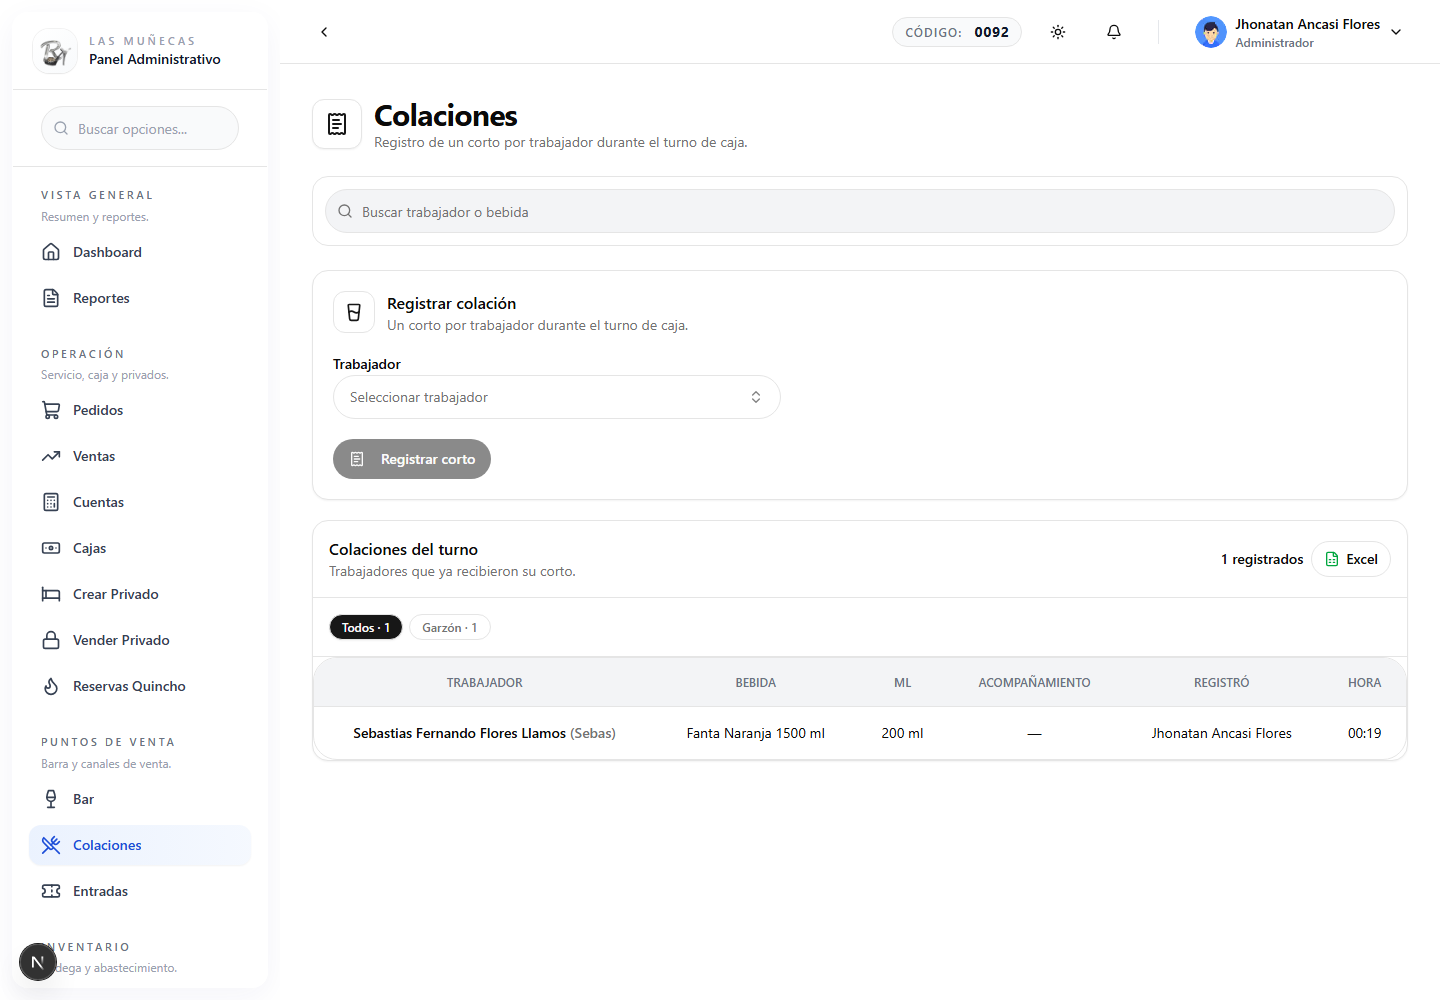 LAS MUÑECAS
Panel Administrativo
Buscar opciones...
VISTA GENERAL
Resumen y reportes.
Dashboard
Reportes
OPERACIÓN
Servicio, caja y privados.
Pedidos
Ventas
Cuentas
Cajas
Crear Privado
Vender Privado
Reservas Quincho
PUNTOS DE VENTA
Barra y canales de venta.
Bar
Colaciones
Entradas
NVENTARIO
dega y abastecimiento.
N
CÓDIGO: 0092
Jhonatan Ancasi Flores
Administrador
Colaciones
Registro de un corto por trabajador durante el turno de caja.
Buscar trabajador o bebida
Registrar colación
Un corto por trabajador durante el turno de caja.
Trabajador
Seleccionar trabajador
Registrar corto
Colaciones del turno
Trabajadores que ya recibieron su corto.
1 registrados
Excel
Todos · 1
Garzón · 1
TRABAJADOR BEBIDA ML ACOMPAÑAMIENTO REGISTRÓ HORA
Sebastias Fernando Flores Llamos (Sebas) Fanta Naranja 1500 ml 200 ml — Jhonatan Ancasi Flores 00:19